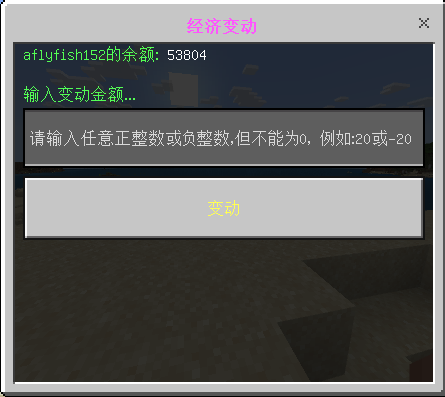 经济变动
aflyfish152的余额: 53804
输入变动金额...
请输入任意正整数或负整数,但不能为0, 例如:20或-20
变动